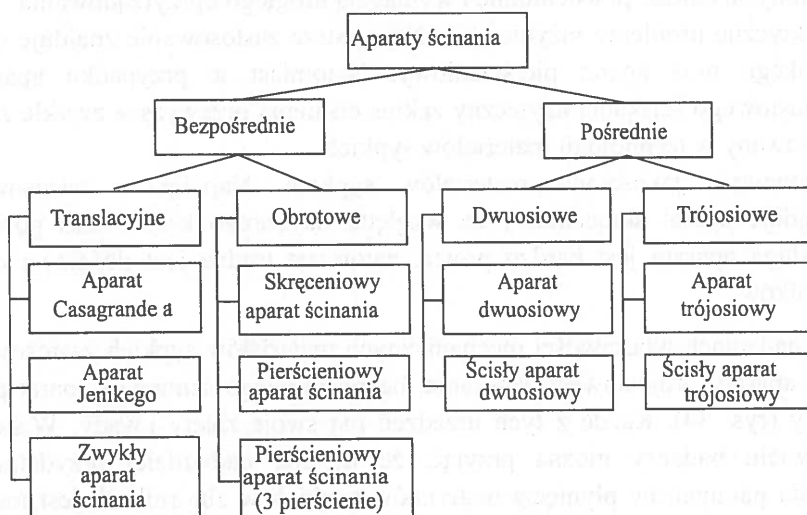 Aparaty ścinania
Bezpośrednie
Pośrednie
Translacyjne
Obrotowe
Dwuosiowe
Trójosiowe
Aparat
Casagrande a
Skręceniowy
aparat ścinania
Aparat
dwuosiowy
Aparat
trójosiowy
Aparat
Jenikego
Pierścieniowy
aparat ścinania
Ścisły aparat
dwuosiowy
Ścisły aparat
trójosiowy
Zwykły
aparat
ścinania
Pierścieniowy
aparat ścinania
(3 pierścienie)